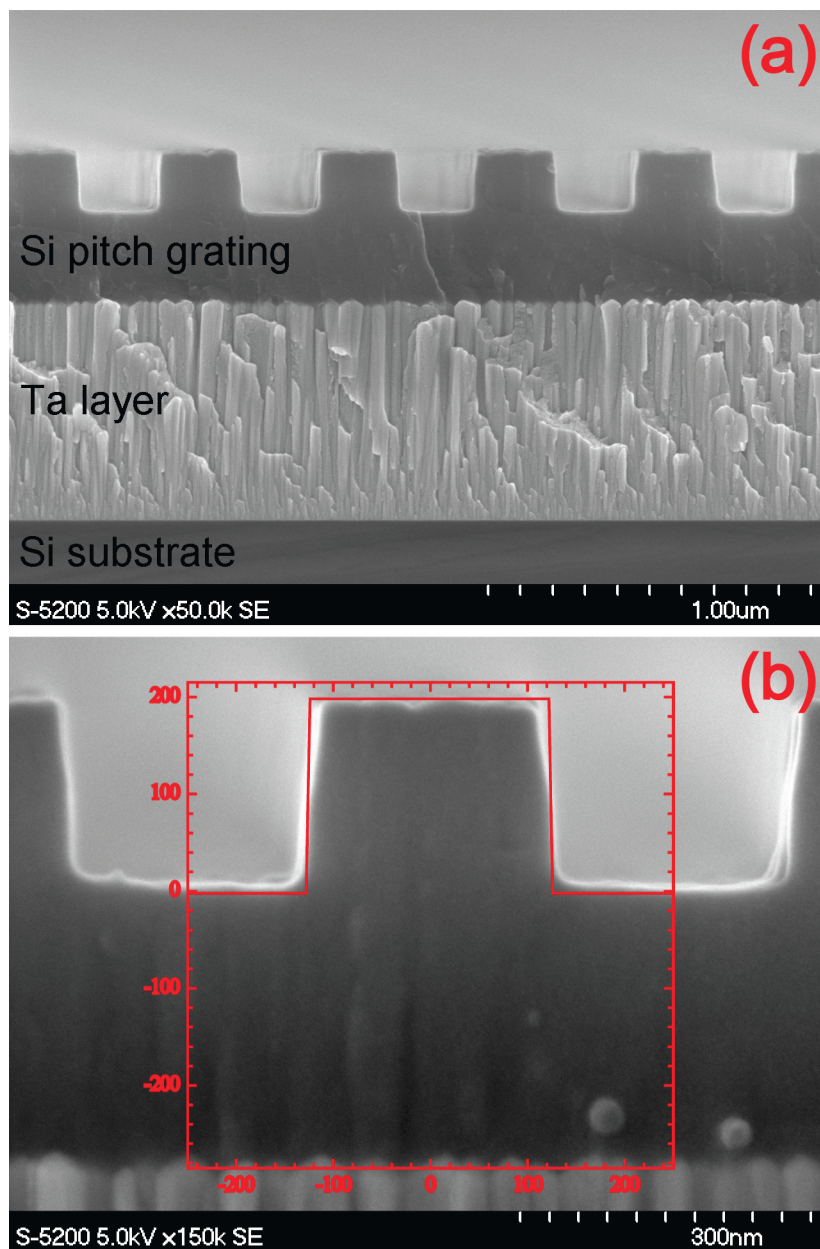 (a)
Si pitch grating
Ta layer
Si substrate
S-5200 5.0kV x50.0k SE 1.00um
(b)
200
100
0
-100
-200
-200 -100 0 100 200
S-5200 5.0kV x150k SE 300nm